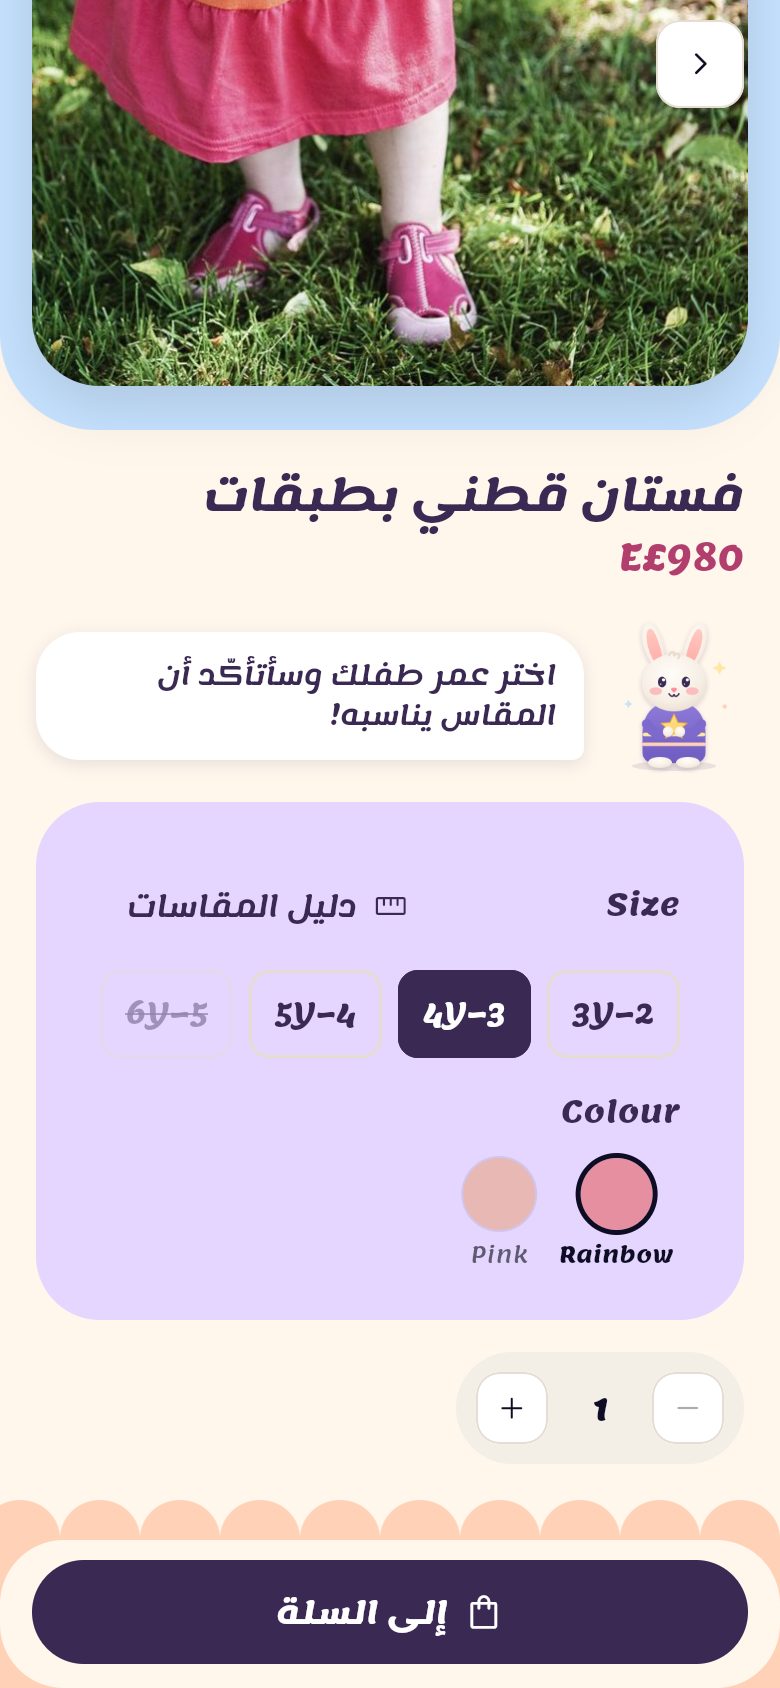 فستان قطني بطبقات
E£980
اختر عمر طفلك وسأتأكّد أن
المقاس يناسبه!
Size
دليل المقاسات
3Y–2
4Y–3
5Y–4
6Y–5
Colour
Rainbow
Pink
1
إلى السلة